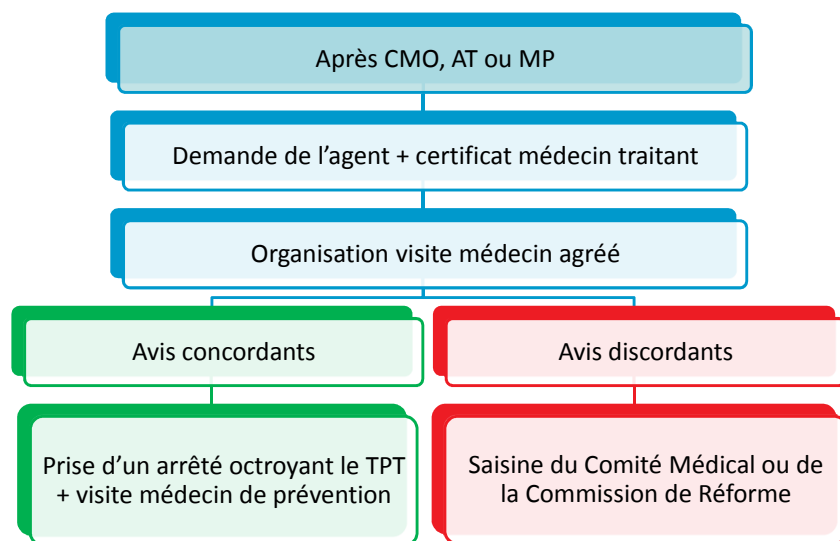 Après CMO, AT ou MP
Demande de l’agent + certificat médecin traitant
Organisation visite médecin agréé
Avis concordants
Avis discordants
Prise d’un arrêté octroyant le TPT
+ visite médecin de prévention
Saisine du Comité Médical ou de
la Commission de Réforme